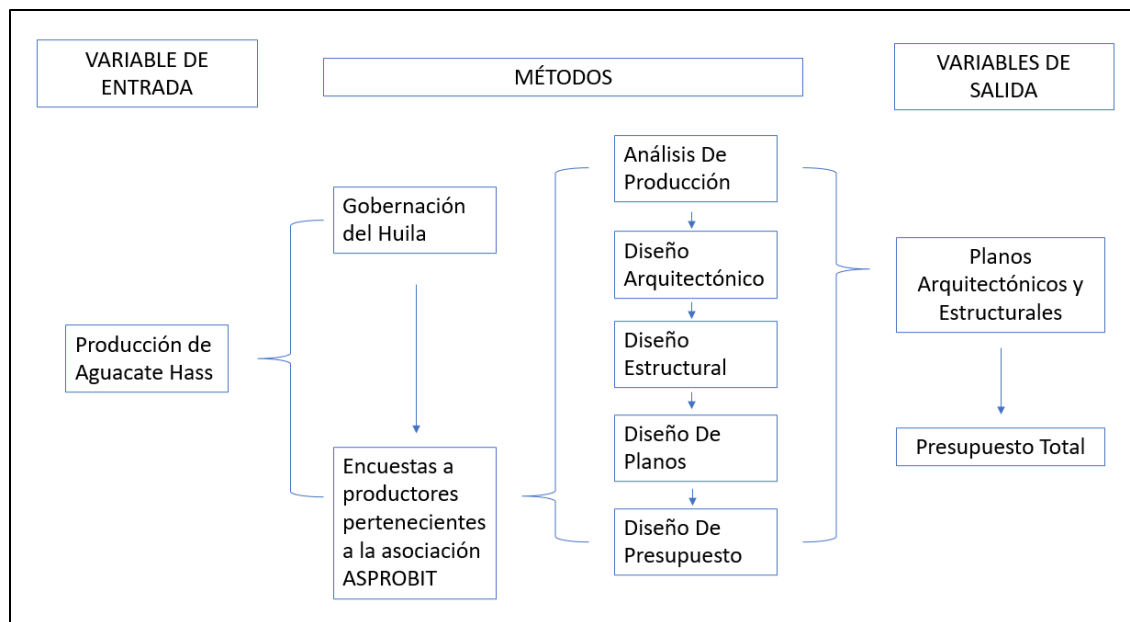 VARIABLE DE
ENTRADA
MÉTODOS
VARIABLES DE
SALIDA
Producción de
Aguacate Hass
Gobernación
del Huila
Encuestas a
productores
pertenecientes
a la asociación
ASPROBIT
Análisis De
Producción
Diseño
Arquitectónico
Diseño
Estructural
Diseño De
Planos
Diseño De
Presupuesto
Planos
Arquitectónicos y
Estructurales
Presupuesto Total